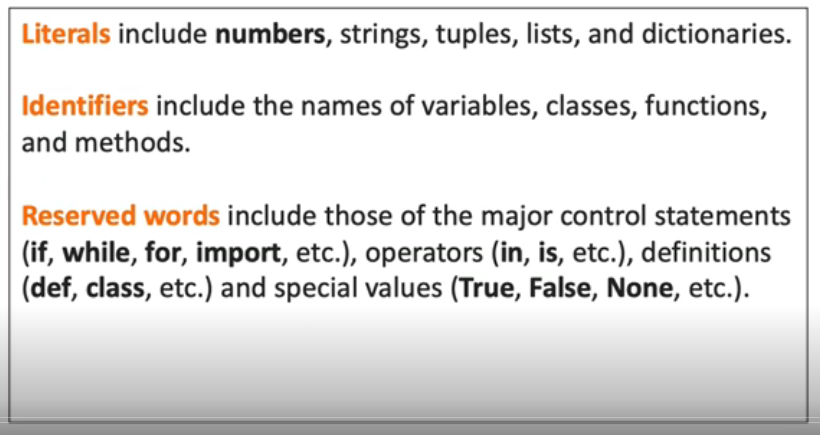 Literals include numbers, strings, tuples, lists, and dictionaries.
Identifiers include the names of variables, classes, functions,
and methods.
Reserved words include those of the major control statements
(if, while, for, import, etc.), operators (in, is, etc.), definitions
(def, class, etc.) and special values (True, False, None, etc.).